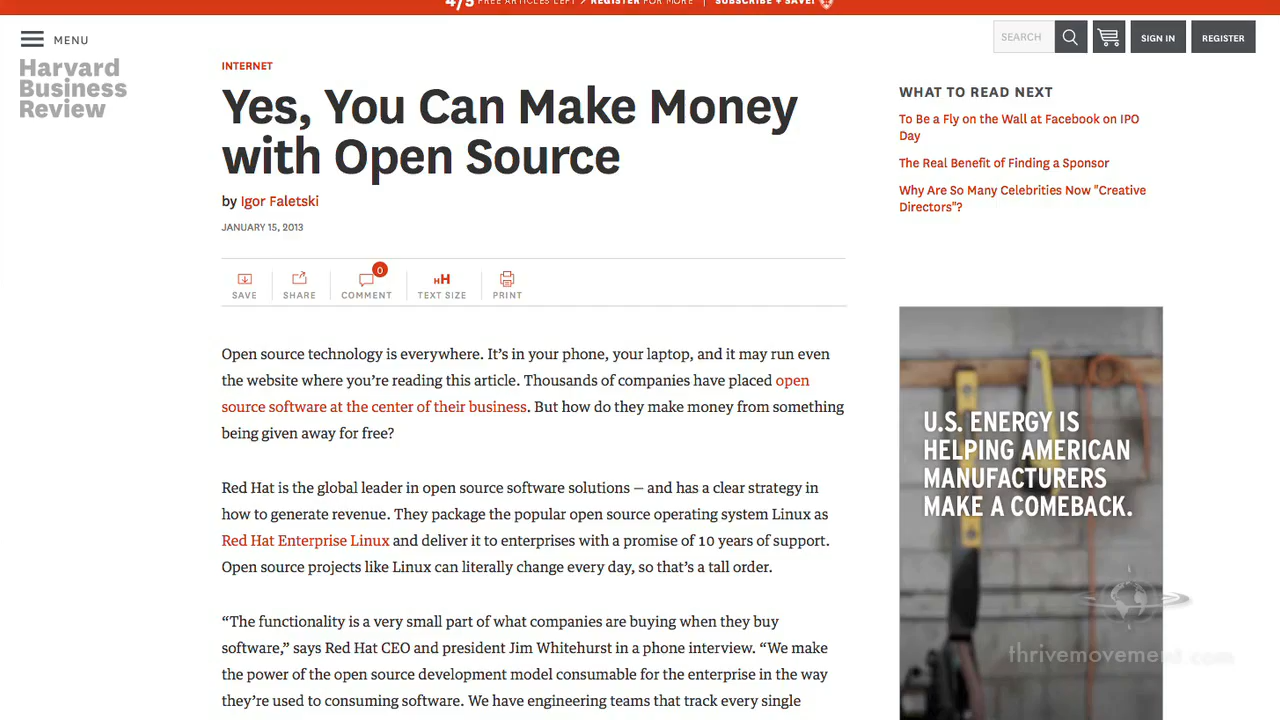 4/5 FREE ARTICLES LEFT > REGISTER FOR MORE | SUBSCRIBE + SAVE!
MENU
SEARCH
SIGN IN
REGISTER
Harvard
Business
Review
INTERNET
Yes, You Can Make Money
with Open Source
by Igor Faletski
JANUARY 15, 2013
0
SAVE
SHARE
COMMENT
HH
TEXT SIZE
PRINT
Open source technology is everywhere. It’s in your phone, your laptop, and it may run even
the website where you’re reading this article. Thousands of companies have placed open
source software at the center of their business. But how do they make money from something
being given away for free?
Red Hat is the global leader in open source software solutions – and has a clear strategy in
how to generate revenue. They package the popular open source operating system Linux as
Red Hat Enterprise Linux and deliver it to enterprises with a promise of 10 years of support.
Open source projects like Linux can literally change every day, so that’s a tall order.
“The functionality is a very small part of what companies are buying when they buy
software,” says Red Hat CEO and president Jim Whitehurst in a phone interview. “We make
the power of the open source development model consumable for the enterprise in the way
they’re used to consuming software. We have engineering teams that track every single
WHAT TO READ NEXT
To Be a Fly on the Wall at Facebook on IPO
Day
The Real Benefit of Finding a Sponsor
Why Are So Many Celebrities Now "Creative
Directors"?
U.S. ENERGY IS
HELPING AMERICAN
MANUFACTURERS
MAKE A COMEBACK.
thrivemovement.com